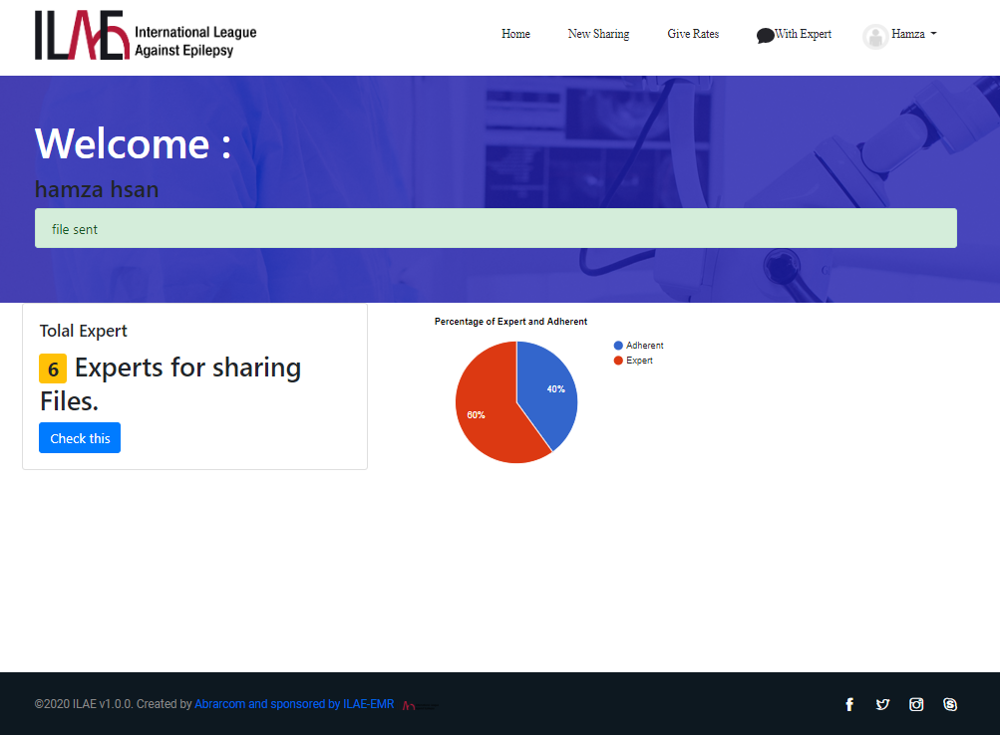 ILAE International League
Against Epilepsy
Home New Sharing Give Rates With Expert Hamza
Welcome :
hamza hsan
file sent
Tolal Expert
6 Experts for sharing
Files.
Check this
Percentage of Expert and Adherent
Adherent
Expert
40%
60%
©2020 ILAE v1.0.0. Created by Abrarcom and sponsored by ILAE-EMR